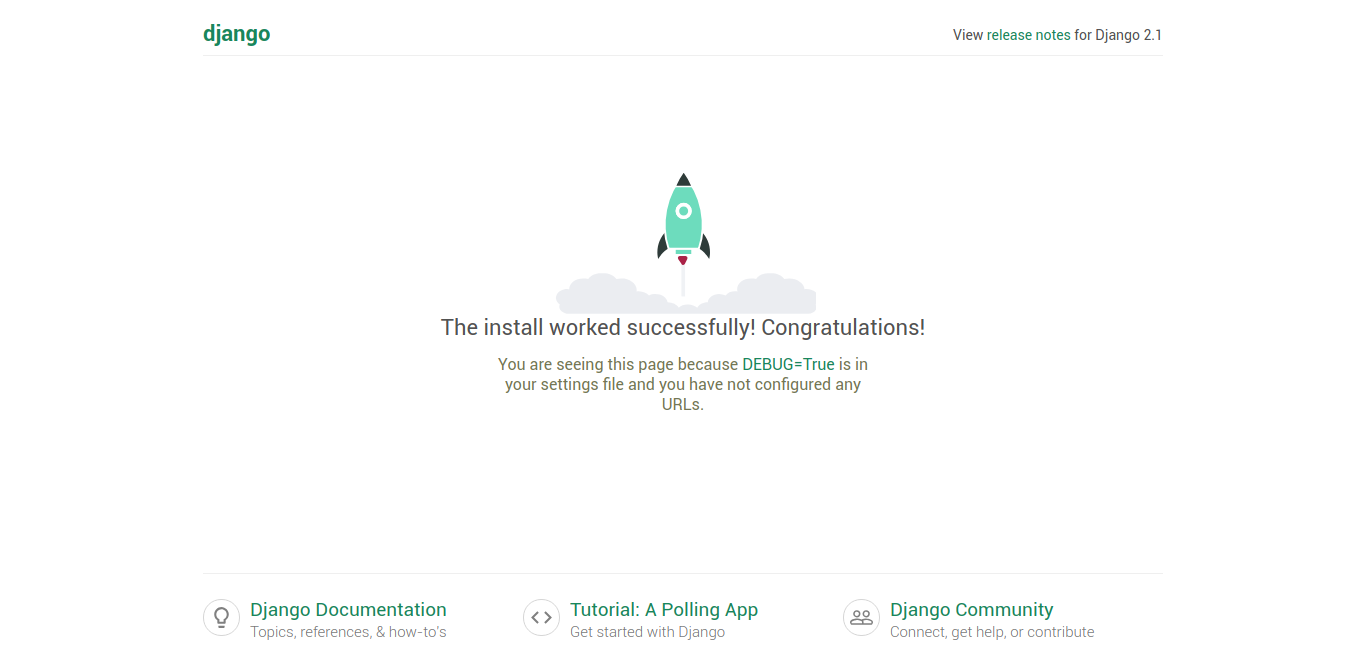 django
View release notes for Django 2.1
The install worked successfully! Congratulations!
You are seeing this page because DEBUG=True is in
your settings file and you have not configured any
URLs.
Django Documentation
Topics, references, & how-to's
Tutorial: A Polling App
Get started with Django
Django Community
Connect, get help, or contribute